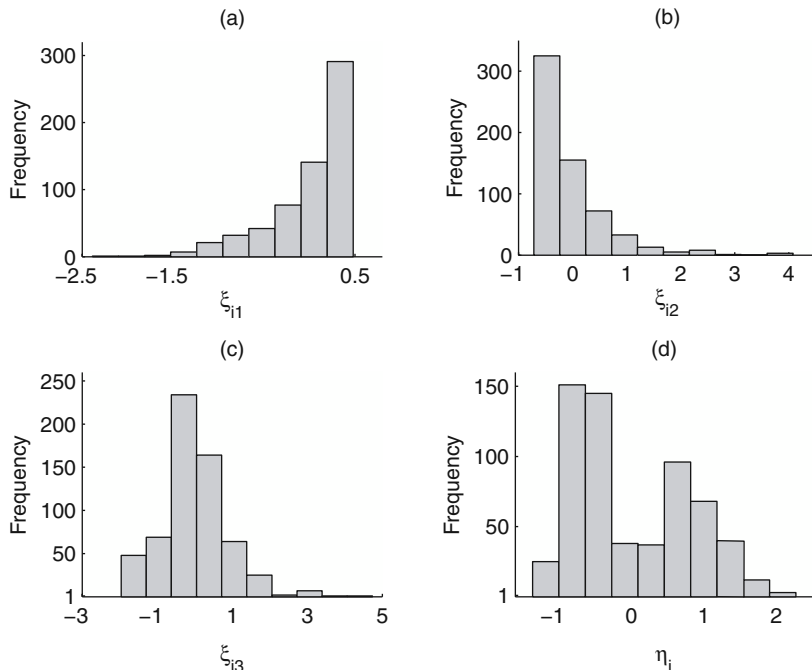 (a)
300
200
100
0
Frequency
−2.5 −1.5 0.5
ξi1
(b)
300
200
100
0
Frequency
−1 0 1 2 3 4
ξi2
(c)
250
200
150
100
50
1
Frequency
−3 −1 1 3 5
ξi3
(d)
150
100
50
1
Frequency
−1 0 1 2
ηi